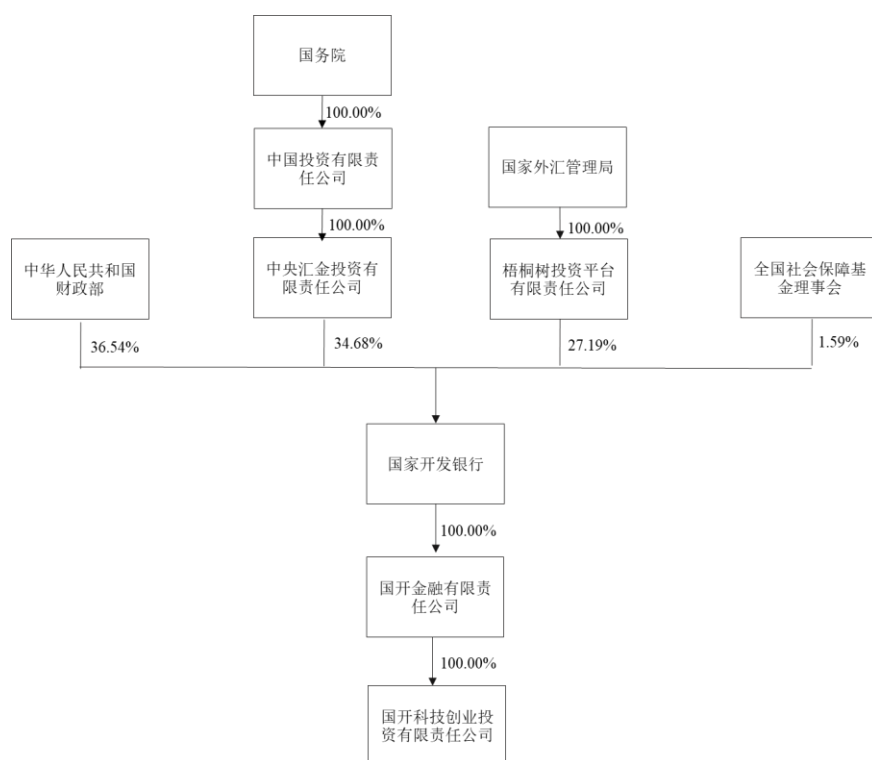 国务院
100.00%
中国投资有限责
任公司
国家外汇管理局
100.00%
100.00%
中华人民共和国
财政部
中央汇金投资有
限责任公司
梧桐树投资平台
有限责任公司
全国社会保障基
金理事会
36.54%
34.68%
27.19%
1.59%
国家开发银行
100.00%
国开金融有限责
任公司
100.00%
国开科技创业投
资有限责任公司